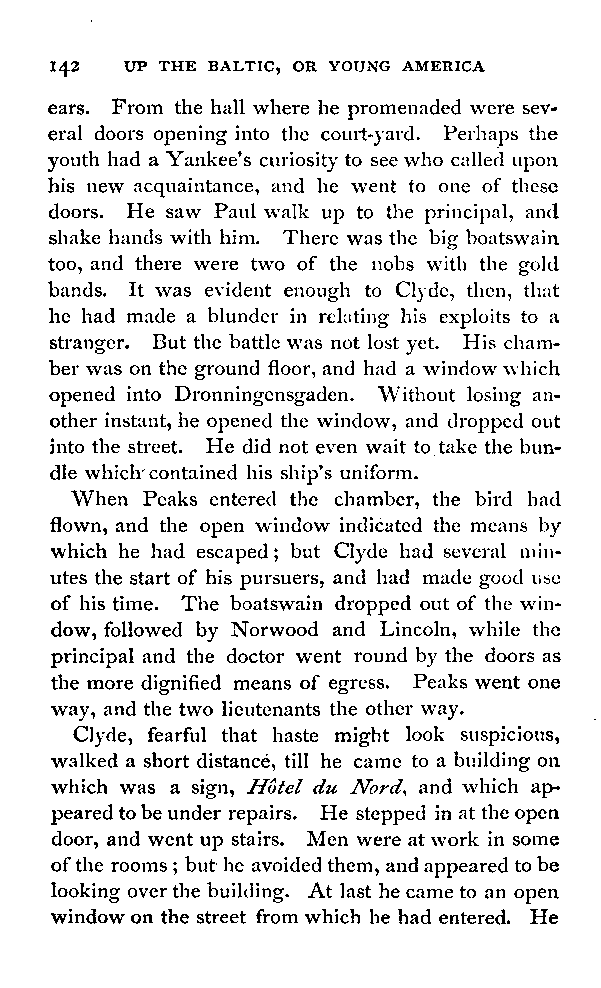 142 UP THE BALTIC, OR YOUNG AMERICA
ears. From the hall where he promenaded were sev-
eral doors opening into the court-yard. Perhaps the
youth had a Yankee's curiosity to see who called upon
his new acquaintance, and he went to one of these
doors. He saw Paul walk up to the principal, and
shake hands with him. There was the big boatswain
too, and there were two of the nobs with the gold
bands. It was evident enough to Clyde, then, that
he had made a blunder in relating his exploits to a
stranger. But the battle was not lost yet. His cham-
ber was on the ground floor, and had a window which
opened into Dronningensgaden. Without losing an-
other instant, he opened the window, and dropped out
into the street. He did not even wait to take the bun-
dle which contained his ship's uniform.
When Peaks entered the chamber, the bird had
flown, and the open window indicated the means by
which he had escaped; but Clyde had several min-
utes the start of his pursuers, and had made good use
of his time. The boatswain dropped out of the win-
dow, followed by Norwood and Lincoln, while the
principal and the doctor went round by the doors as
the more dignified means of egress. Peaks went one
way, and the two lieutenants the other way.
Clyde, fearful that haste might look suspicious,
walked a short distance, till he came to a building on
which was a sign, Hôtel du Nord, and which ap-
peared to be under repairs. He stepped in at the open
door, and went up stairs. Men were at work in some
of the rooms; but he avoided them, and appeared to be
looking over the building. At last he came to an open
window on the street from which he had entered. He